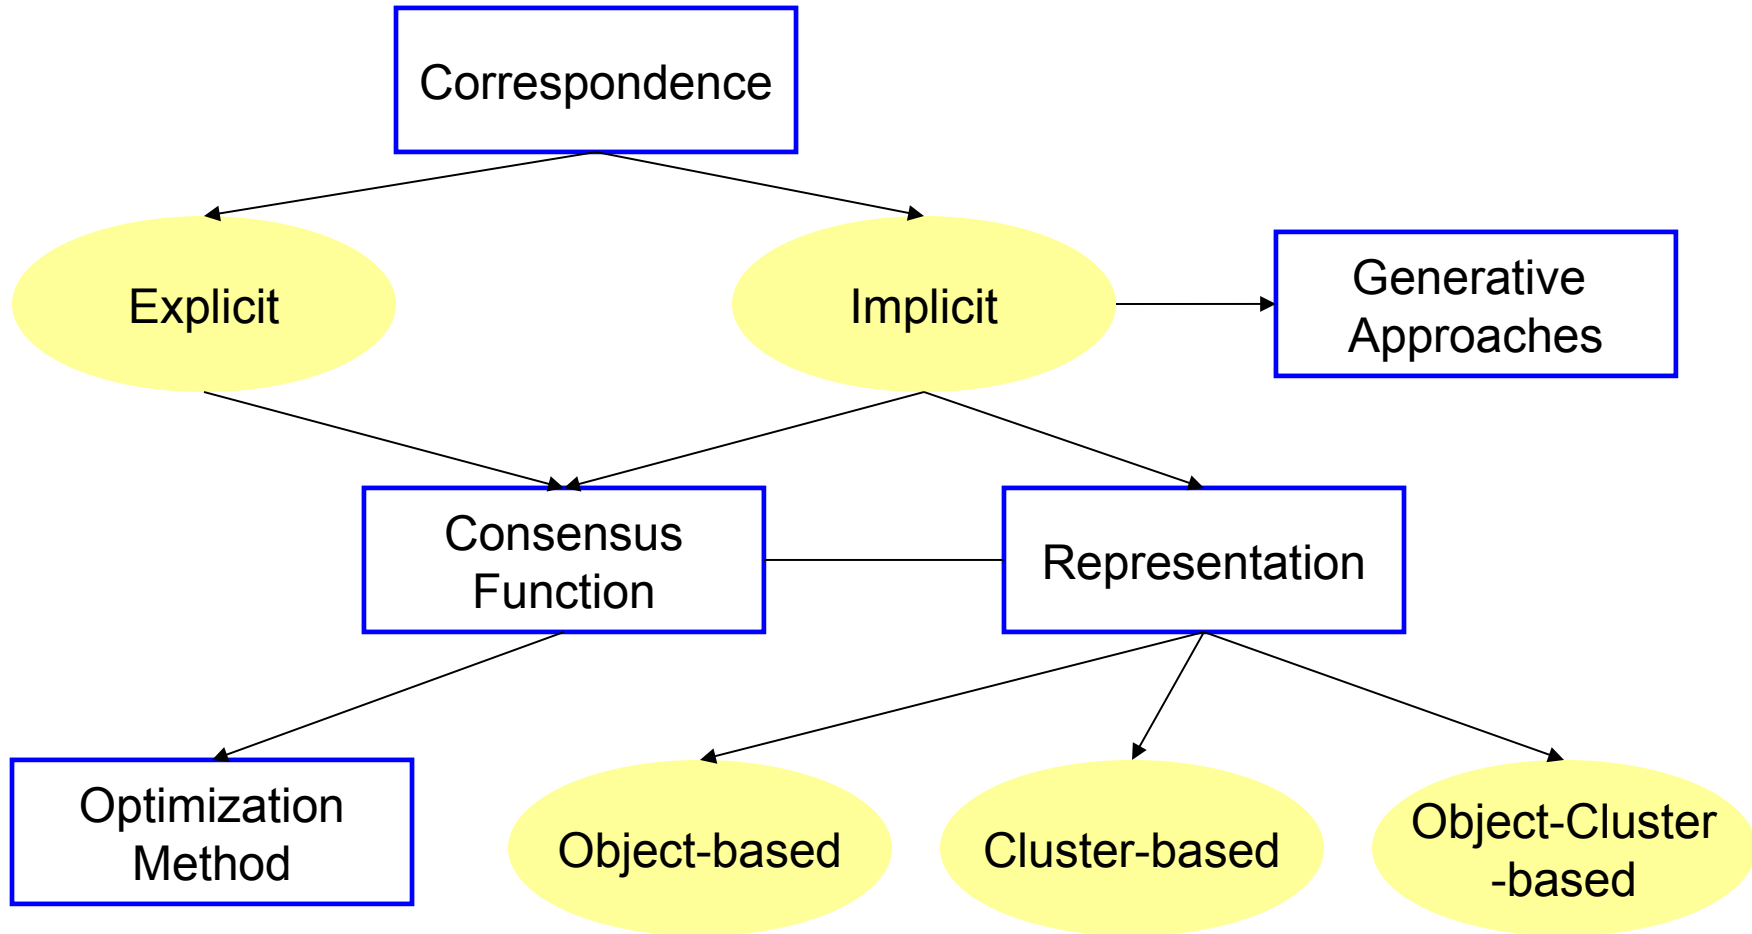 Correspondence
Explicit
Implicit
Generative
Approaches
Consensus
Function
Representation
Optimization
Method
Object-based
Cluster-based
Object-Cluster
-based